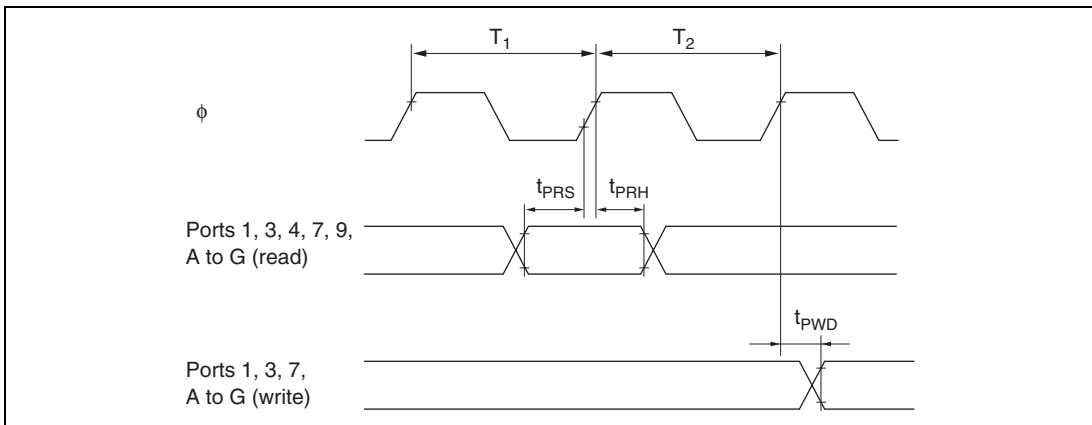 T1
T2
ϕ
tPRS
tPRH
Ports 1, 3, 4, 7, 9,
A to G (read)
tPWD
Ports 1, 3, 7,
A to G (write)